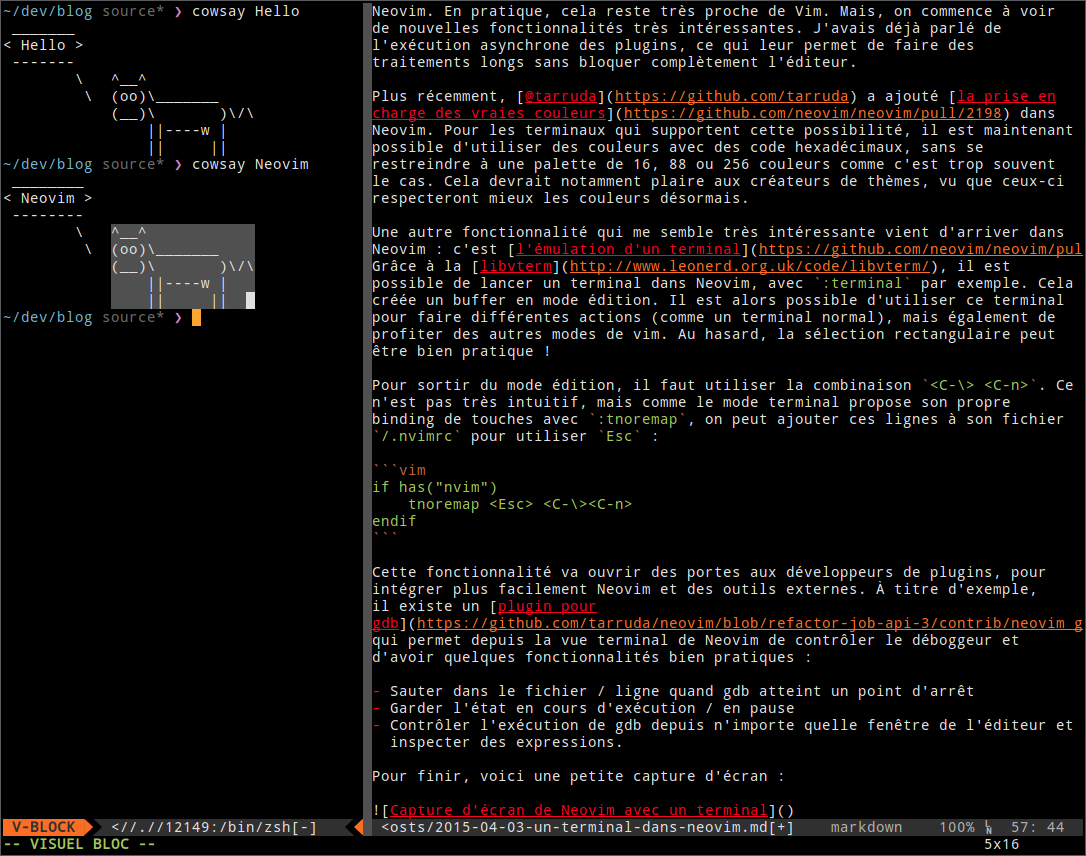 ~/dev/blog source* ❯ cowsay Hello
 _______
< Hello >
 -------
        \   ^__^
         \  (oo)\_______
            (__)\       )\/\
                ||----w |
                ||     ||
~/dev/blog source* ❯ cowsay Neovim
 ________
< Neovim >
 --------
        \   ^__^
         \  (oo)\_______
            (__)\       )\/\
                ||----w |
                ||     ||
~/dev/blog source* ❯
V-BLOCK <//.//12149:/bin/zsh[-]
Neovim. En pratique, cela reste très proche de Vim. Mais, on commence à voir
de nouvelles fonctionnalités très intéressantes. J'avais déjà parlé de
l'exécution asynchrone des plugins, ce qui leur permet de faire des
traitements longs sans bloquer complètement l'éditeur.

Plus récemment, [@tarruda](https://github.com/tarruda) a ajouté [la prise en
charge des vraies couleurs](https://github.com/neovim/neovim/pull/2198) dans
Neovim. Pour les terminaux qui supportent cette possibilité, il est maintenant
possible d'utiliser des couleurs avec des code hexadécimaux, sans se
restreindre à une palette de 16, 88 ou 256 couleurs comme c'est trop souvent
le cas. Cela devrait notamment plaire aux créateurs de thèmes, vu que ceux-ci
respecteront mieux les couleurs désormais.

Une autre fonctionnalité qui me semble très intéressante vient d'arriver dans
Neovim : c'est [l'émulation d'un terminal](https://github.com/neovim/neovim/pul
Grâce à la [libvterm](http://www.leonerd.org.uk/code/libvterm/), il est
possible de lancer un terminal dans Neovim, avec `:terminal` par exemple. Cela
créée un buffer en mode édition. Il est alors possible d'utiliser ce terminal
pour faire différentes actions (comme un terminal normal), mais également de
profiter des autres modes de vim. Au hasard, la sélection rectangulaire peut
être bien pratique !

Pour sortir du mode édition, il faut utiliser la combinaison `<C-\> <C-n>`. Ce
n'est pas très intuitif, mais comme le mode terminal propose son propre
binding de touches avec `:tnoremap`, on peut ajouter ces lignes à son fichier
`/.nvimrc` pour utiliser `Esc` :

```vim
if has("nvim")
    tnoremap <Esc> <C-\><C-n>
endif
```

Cette fonctionnalité va ouvrir des portes aux développeurs de plugins, pour
intégrer plus facilement Neovim et des outils externes. À titre d'exemple,
il existe un [plugin pour
gdb](https://github.com/tarruda/neovim/blob/refactor-job-api-3/contrib/neovim_g
qui permet depuis la vue terminal de Neovim de contrôler le déboggeur et
d'avoir quelques fonctionnalités bien pratiques :

- Sauter dans le fichier / ligne quand gdb atteint un point d'arrêt
- Garder l'état en cours d'exécution / en pause
- Contrôler l'exécution de gdb depuis n'importe quelle fenêtre de l'éditeur et
  inspecter des expressions.

Pour finir, voici une petite capture d'écran :

![Capture d'écran de Neovim avec un terminal]()
<osts/2015-04-03-un-terminal-dans-neovim.md[+] markdown 100% LN 57: 44
-- VISUEL BLOC -- 5x16